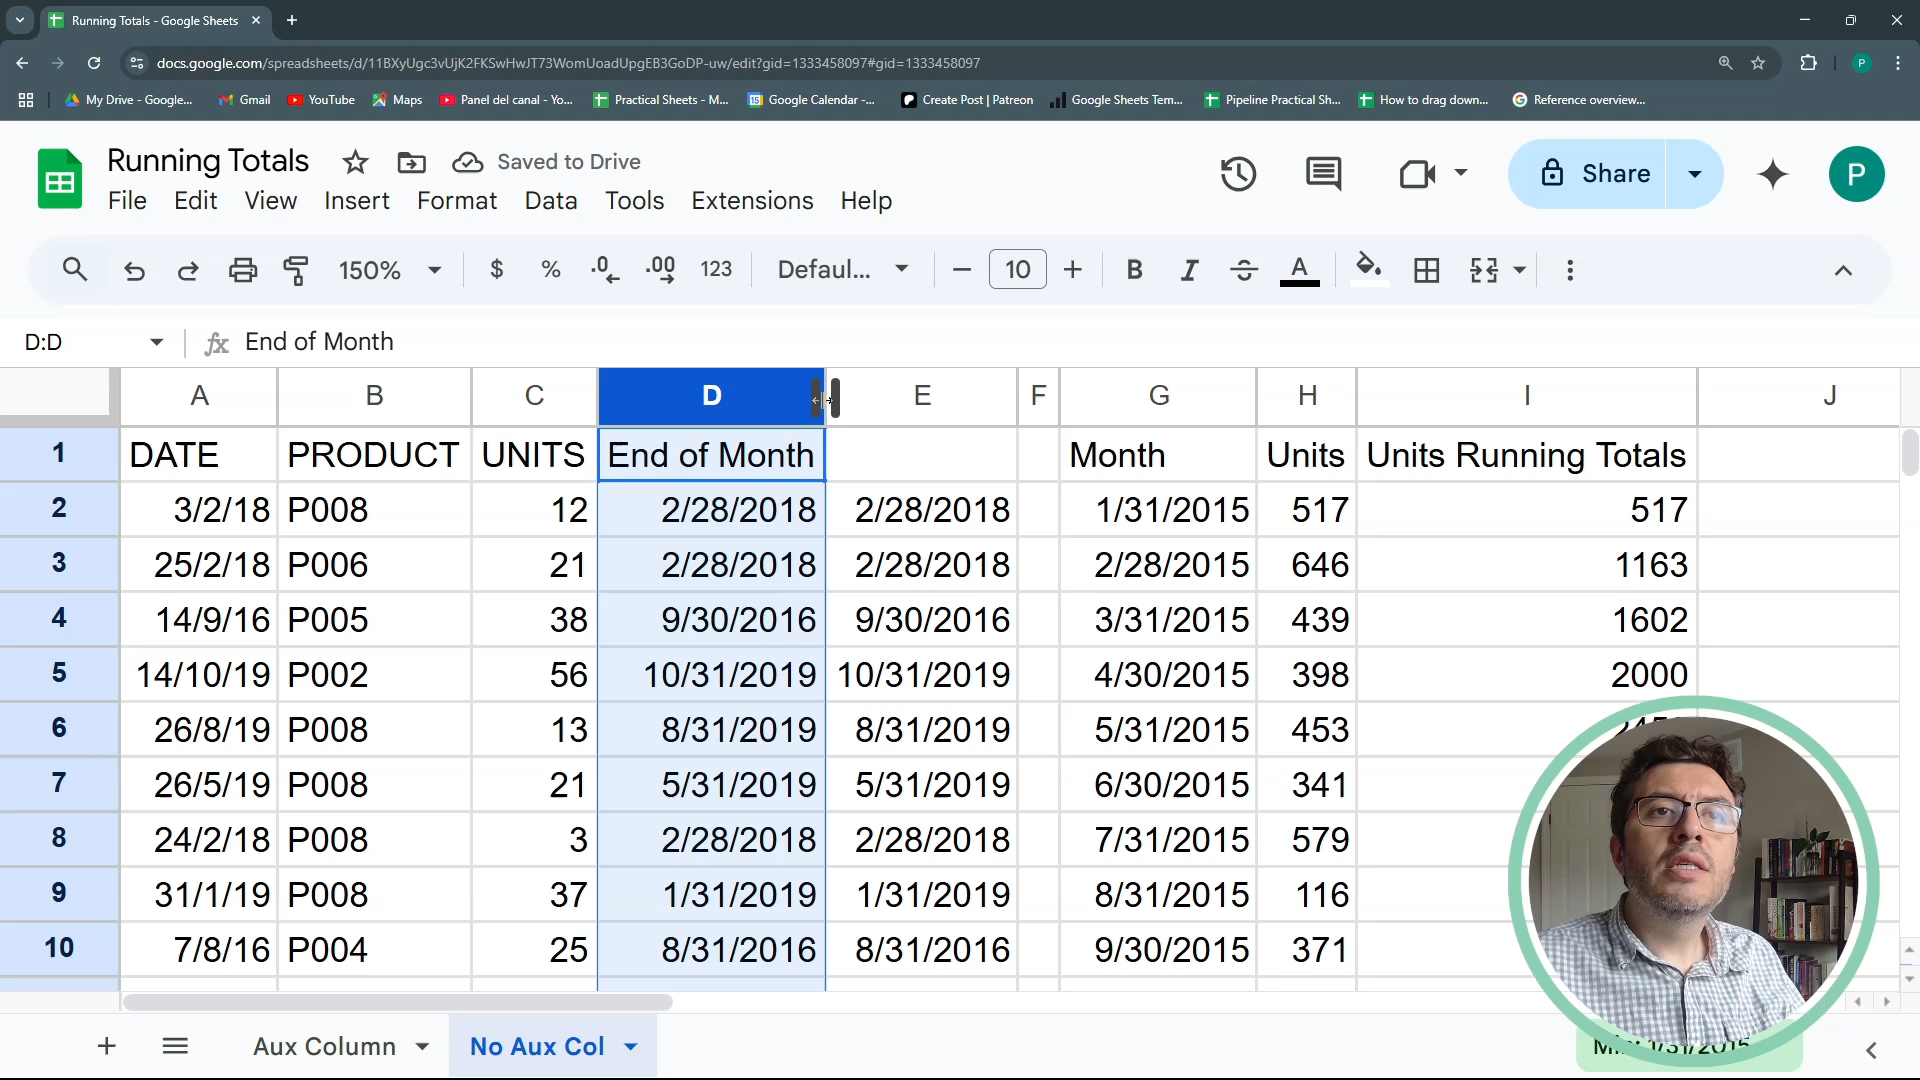 Running Totals - Google Sheets
docs.google.com/spreadsheets/d/11BXyUgc3vUjK2FKSwHwJT73WomUoadUpgEB3GoDP-uw/edit?gid=1333458097#gid=1333458097
P
My Drive - Google... Gmail YouTube Maps Panel del canal - Yo... Practical Sheets - M... Google Calendar -... Create Post | Patreon Google Sheets Tem... Pipeline Practical Sh... How to drag down... Reference overview...
Running Totals Saved to Drive
File Edit View Insert Format Data Tools Extensions Help
Share P
150% $ % .0 .00 123 Defaul... 10 B I S A
D:D fx End of Month
A B C D E F G H I J
1 DATE PRODUCT UNITS End of Month Month Units Units Running Totals
2 3/2/18 P008 12 2/28/2018 2/28/2018 1/31/2015 517 517
3 25/2/18 P006 21 2/28/2018 2/28/2018 2/28/2015 646 1163
4 14/9/16 P005 38 9/30/2016 9/30/2016 3/31/2015 439 1602
5 14/10/19 P002 56 10/31/2019 10/31/2019 4/30/2015 398 2000
6 26/8/19 P008 13 8/31/2019 8/31/2019 5/31/2015 453
7 26/5/19 P008 21 5/31/2019 5/31/2019 6/30/2015 341
8 24/2/18 P008 3 2/28/2018 2/28/2018 7/31/2015 579
9 31/1/19 P008 37 1/31/2019 1/31/2019 8/31/2015 116
10 7/8/16 P004 25 8/31/2016 8/31/2016 9/30/2015 371
Aux Column No Aux Col